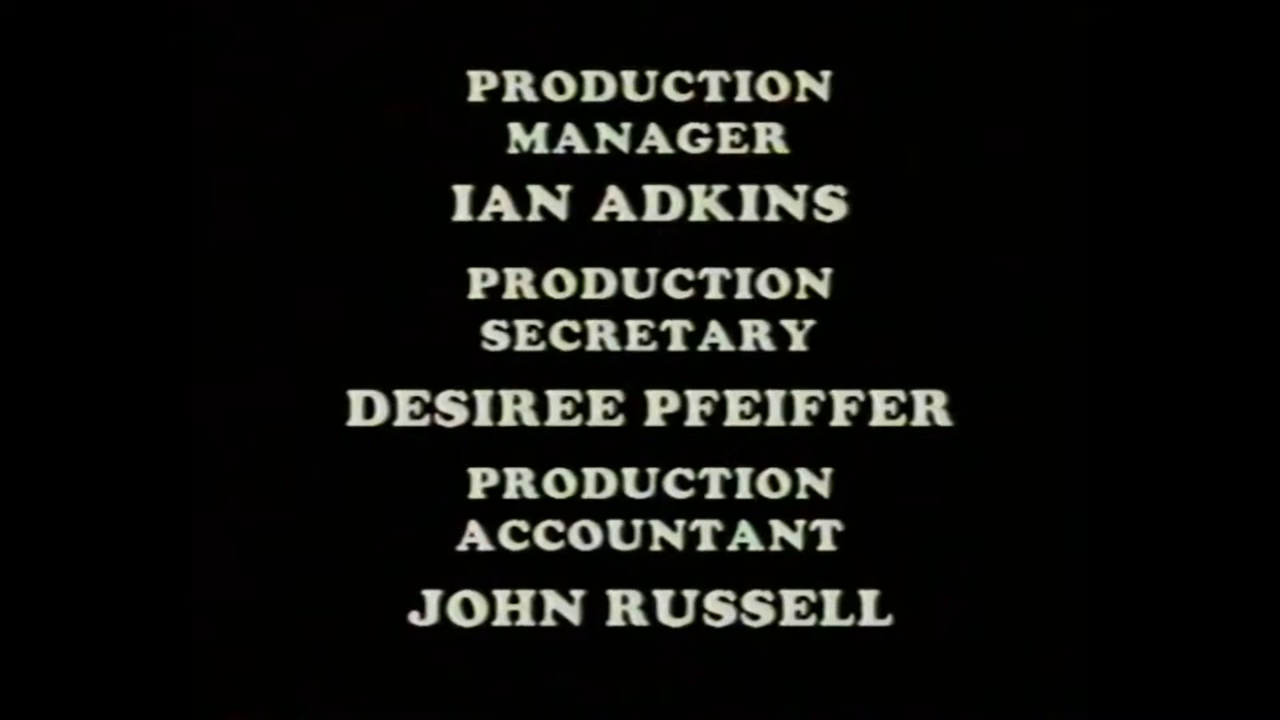 PRODUCTION
MANAGER
IAN ADKINS
PRODUCTION
SECRETARY
DESIREE PFEIFFER
PRODUCTION
ACCOUNTANT
JOHN RUSSELL